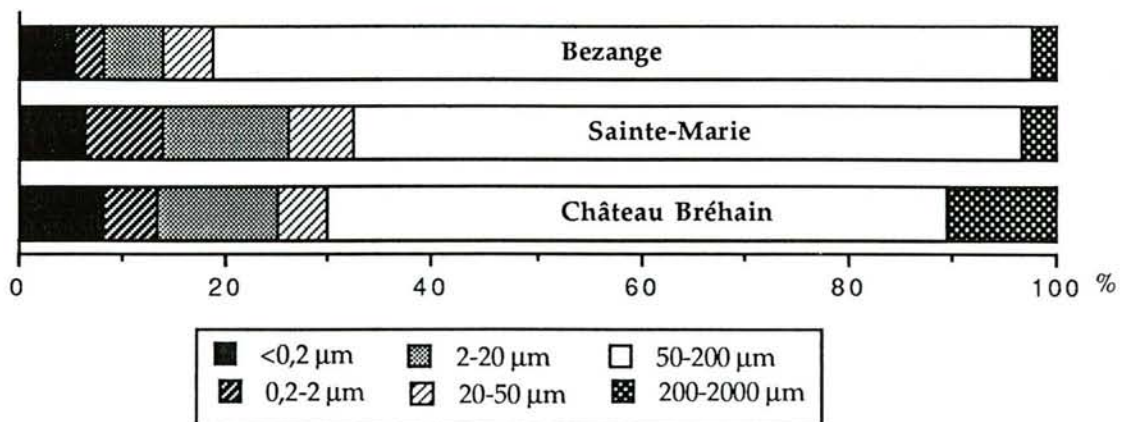 Bezange
Sainte-Marie
Château Bréhain
0 20 40 60 80 100 %
<0,2 µm 2-20 µm 50-200 µm
0,2-2 µm 20-50 µm 200-2000 µm